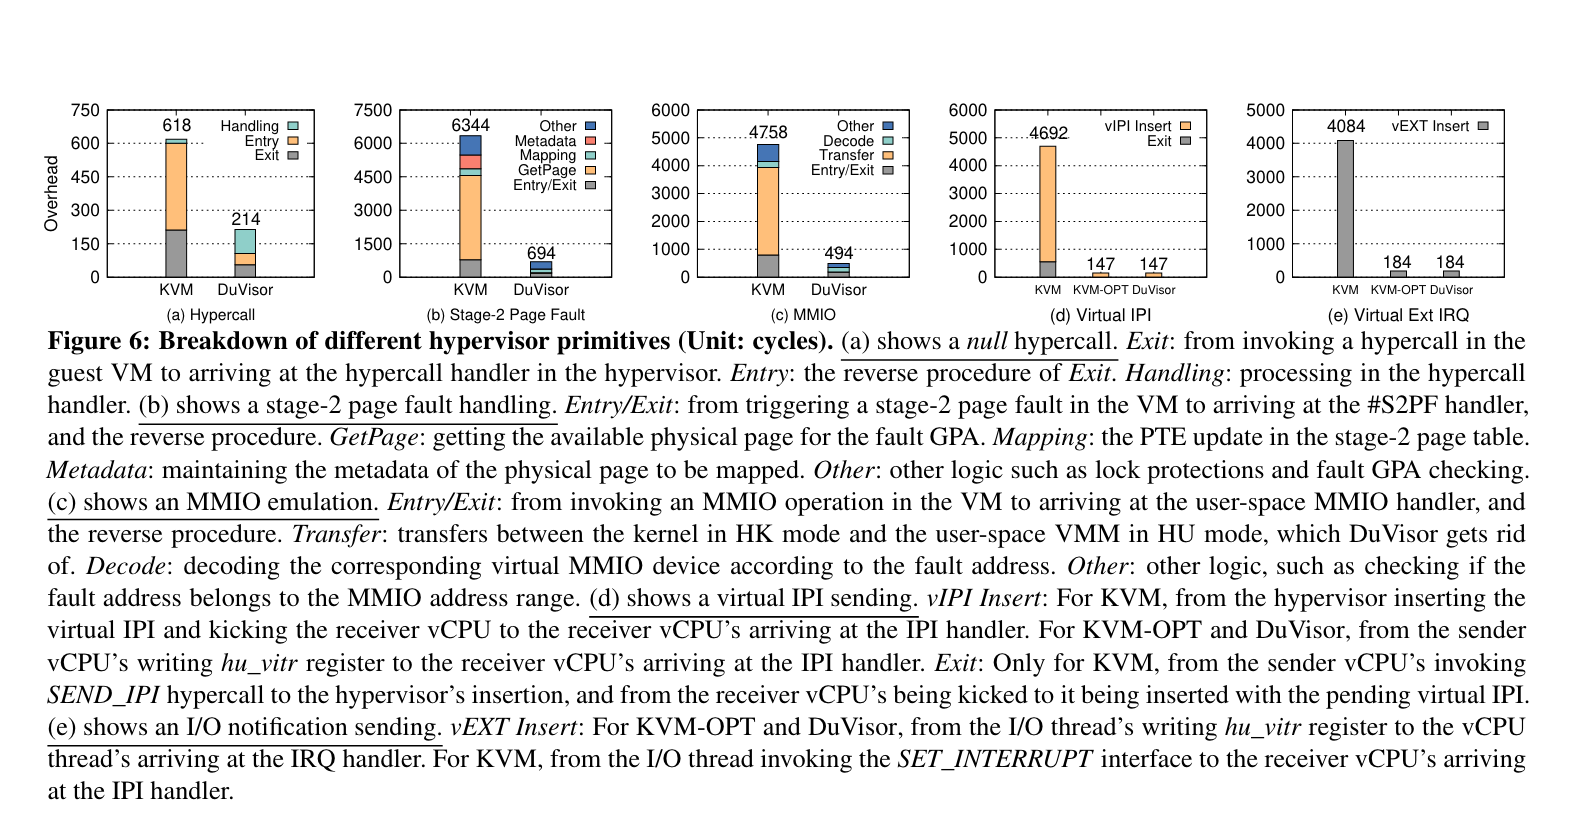 Overhead
750
600
450
300
150
0
618
214
Handling
Entry
Exit
KVM DuVisor
(a) Hypercall
7500
6000
4500
3000
1500
0
6344
694
Other
Metadata
Mapping
GetPage
Entry/Exit
KVM DuVisor
(b) Stage-2 Page Fault
6000
5000
4000
3000
2000
1000
0
4758
494
Other
Decode
Transfer
Entry/Exit
KVM DuVisor
(c) MMIO
6000
5000
4000
3000
2000
1000
0
4692
147
147
vIPI Insert
Exit
KVM KVM-OPT DuVisor
(d) Virtual IPI
5000
4000
3000
2000
1000
0
4084
184
184
vEXT Insert
KVM KVM-OPT DuVisor
(e) Virtual Ext IRQ
Figure 6: Breakdown of different hypervisor primitives (Unit: cycles). (a) shows a null hypercall. Exit: from invoking a hypercall in the
guest VM to arriving at the hypercall handler in the hypervisor. Entry: the reverse procedure of Exit. Handling: processing in the hypercall
handler. (b) shows a stage-2 page fault handling. Entry/Exit: from triggering a stage-2 page fault in the VM to arriving at the #S2PF handler,
and the reverse procedure. GetPage: getting the available physical page for the fault GPA. Mapping: the PTE update in the stage-2 page table.
Metadata: maintaining the metadata of the physical page to be mapped. Other: other logic such as lock protections and fault GPA checking.
(c) shows an MMIO emulation. Entry/Exit: from invoking an MMIO operation in the VM to arriving at the user-space MMIO handler, and
the reverse procedure. Transfer: transfers between the kernel in HK mode and the user-space VMM in HU mode, which DuVisor gets rid
of. Decode: decoding the corresponding virtual MMIO device according to the fault address. Other: other logic, such as checking if the
fault address belongs to the MMIO address range. (d) shows a virtual IPI sending. vIPI Insert: For KVM, from the hypervisor inserting the
virtual IPI and kicking the receiver vCPU to the receiver vCPU's arriving at the IPI handler. For KVM-OPT and DuVisor, from the sender
vCPU's writing hu_vitr register to the receiver vCPU's arriving at the IPI handler. Exit: Only for KVM, from the sender vCPU's invoking
SEND_IPI hypercall to the hypervisor's insertion, and from the receiver vCPU's being kicked to it being inserted with the pending virtual IPI.
(e) shows an I/O notification sending. vEXT Insert: For KVM-OPT and DuVisor, from the I/O thread's writing hu_vitr register to the vCPU
thread's arriving at the IRQ handler. For KVM, from the I/O thread invoking the SET_INTERRUPT interface to the receiver vCPU's arriving
at the IPI handler.